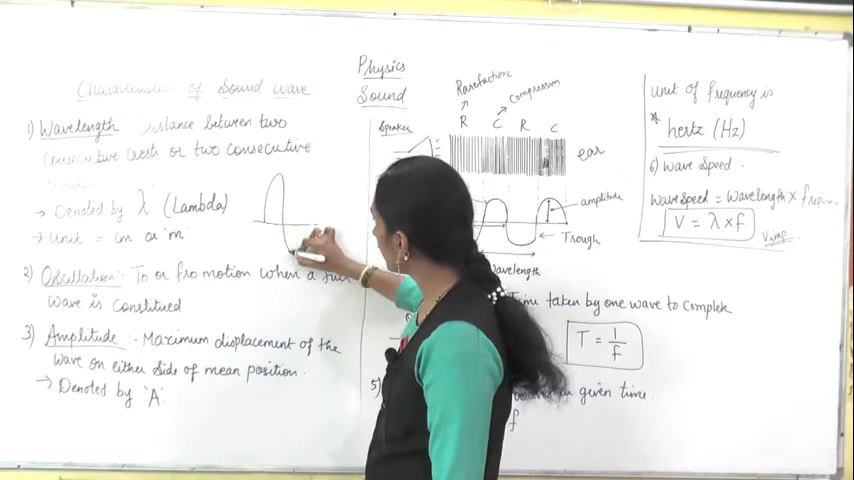 Physics
Sound
Characteristics of Sound wave
1) Wavelength distance between two
consecutive crests or two consecutive
→ Denoted by λ (Lambda)
→ Unit = cm or 'm'
2) Oscillation:- To or fro motion when a full
wave is constitued
3) Amplitude :- Maximum displacement of the
wave on either side of mean position.
→ Denoted by 'A'.
Rarefaction
Compression
R C R C
Speaker
ear
amplitude
Trough
Wavelength
Time taken by one wave to complete
T = 1/f
5)
in given time.
f
Unit of frequency is
* hertz (Hz)
6) Wave Speed :-
Wave Speed = Wavelength x
V = λ x f
V.imp.